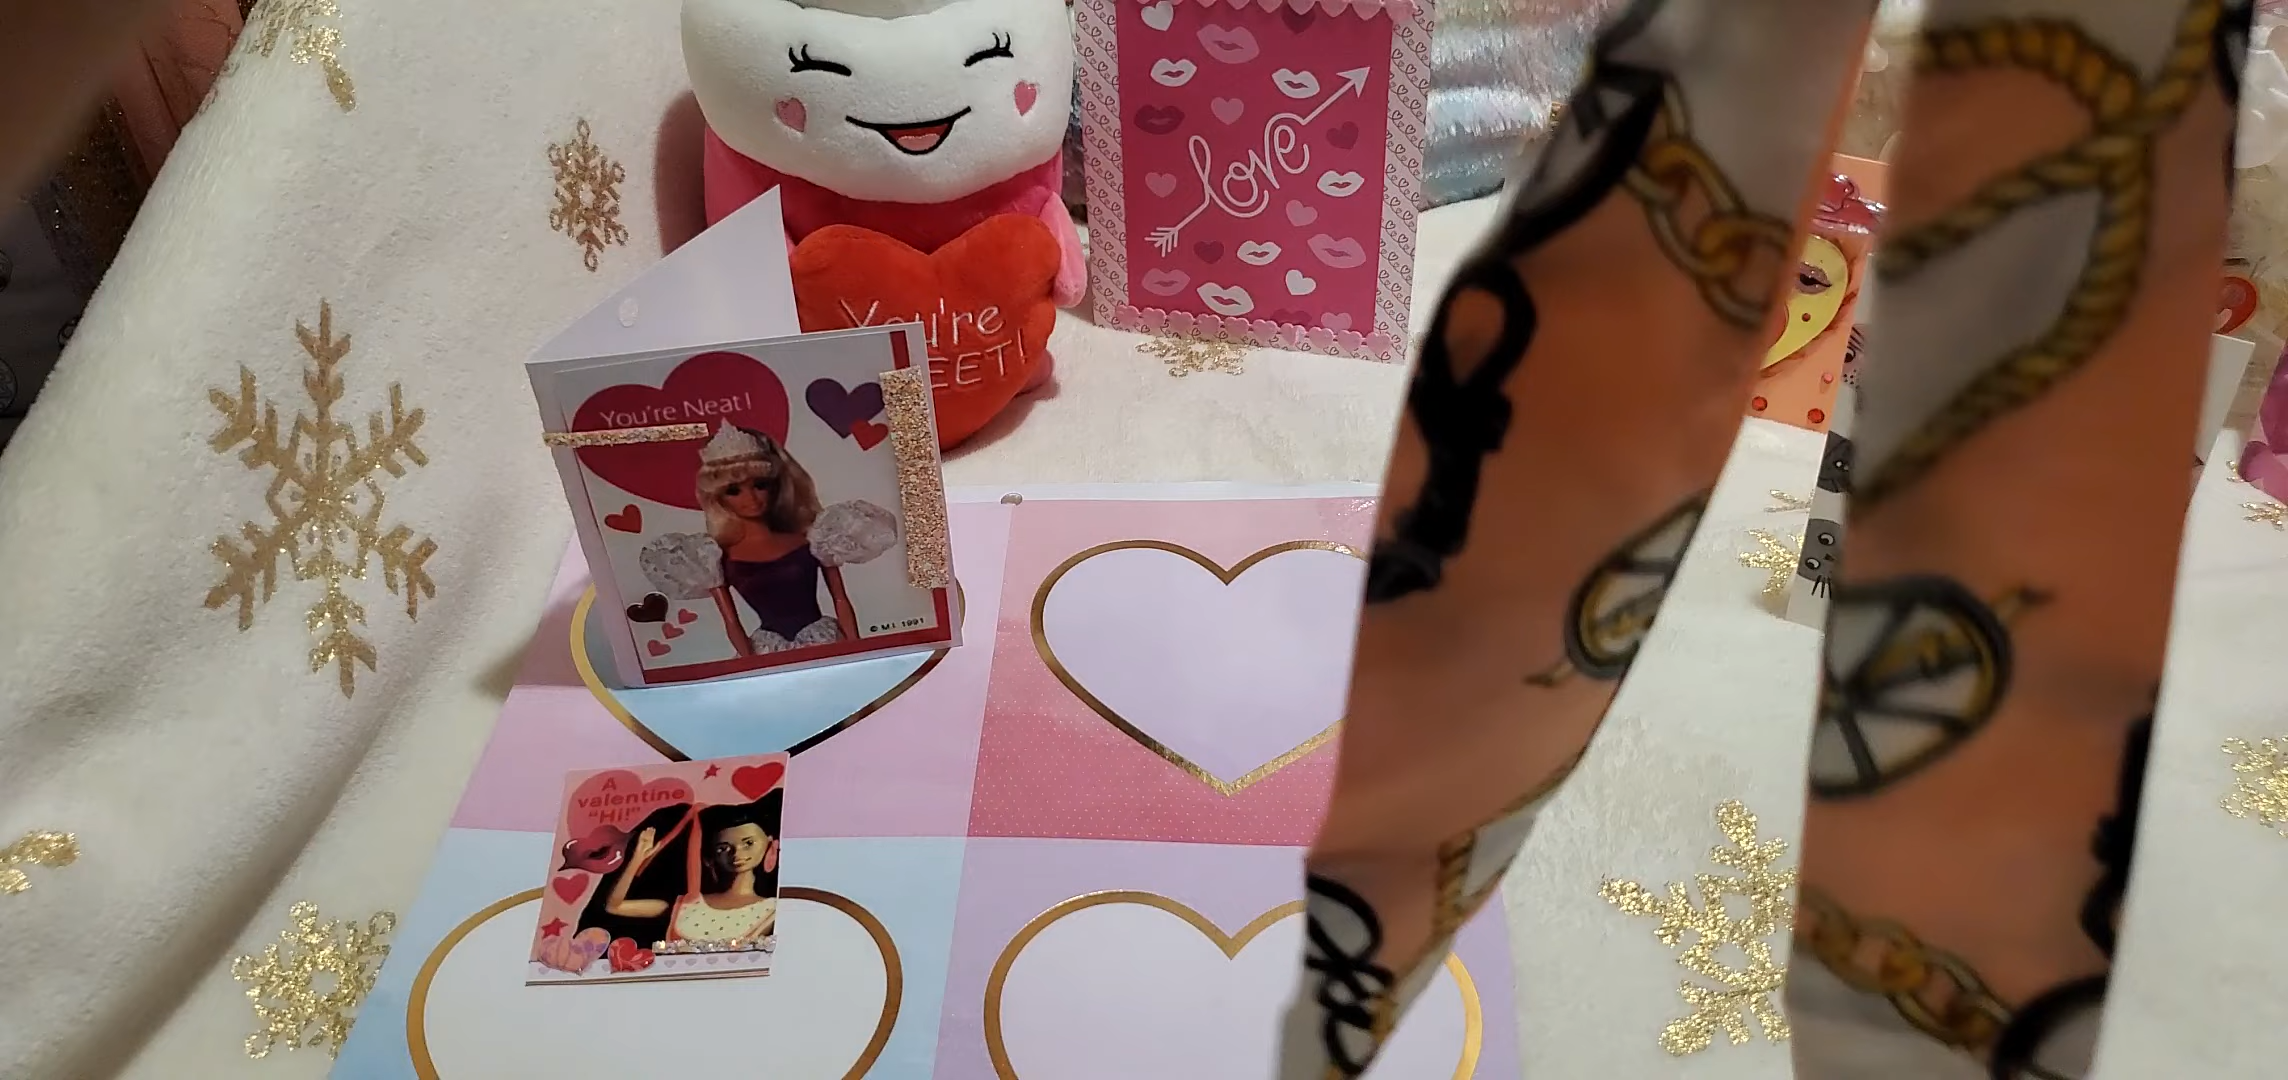 love
You're
EET!
You're Neat!
© M.I. 1991
A
valentine
"Hi!"